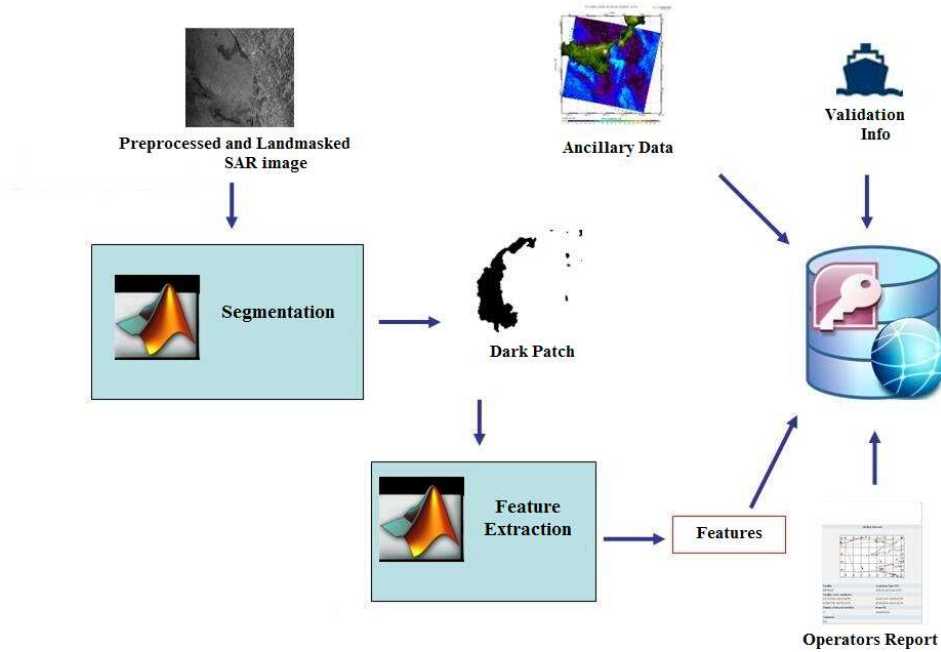 Preprocessed and Landmasked
SAR image
Ancillary Data
Validation
Info
Segmentation
Dark Patch
Feature
Extraction
Features
Operators Report